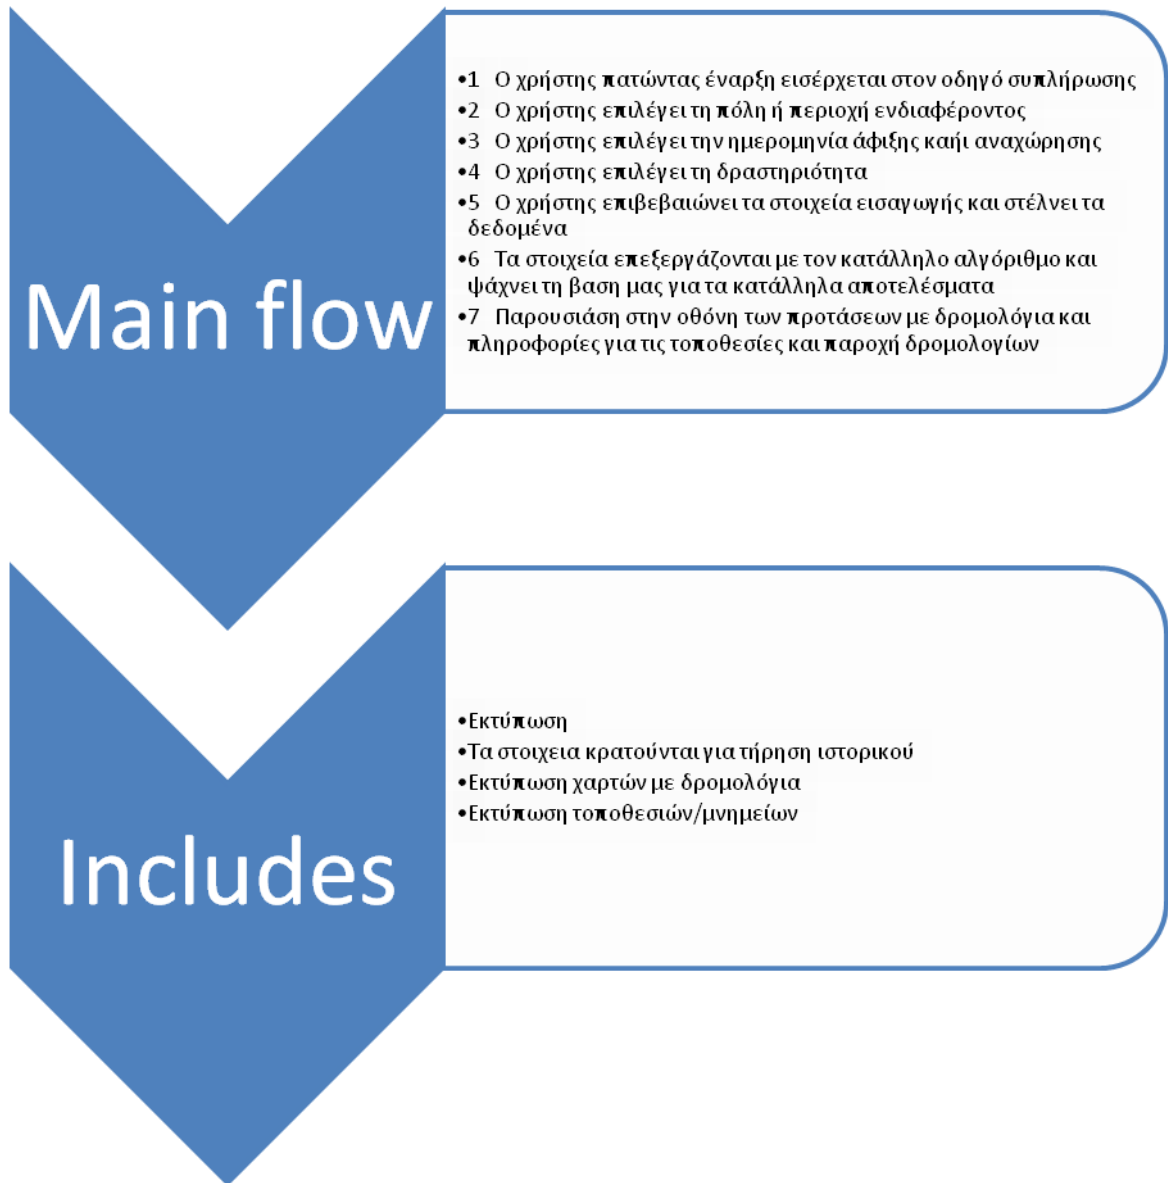 •1 Ο χρήστης πατώντας έναρξη εισέρχεται στον οδηγό συπλήρωσης
•2 Ο χρήστης επιλέγει τη πόλη ή περιοχή ενδιαφέροντος
•3 Ο χρήστης επιλέγει την ημερομηνία άφιξης καήι αναχώρησης
•4 Ο χρήστης επιλέγει τη δραστηριότητα
•5 Ο χρήστης επιβεβαιώνει τα στοιχεία εισαγωγής και στέλνει τα
δεδομένα
•6 Τα στοιχεία επεξεργάζονται με τον κατάλληλο αλγόριθμο και
ψάχνει τη βαση μας για τα κατάλληλα αποτελέσματα
•7 Παρουσιάση στην οθόνη των προτάσεων με δρομολόγια και
πληροφορίες για τις τοποθεσίες και παροχή δρομολογίων
Main flow
•Εκτύπωση
•Τα στοιχεια κρατούνται για τήρηση ιστορικού
•Εκτύπωση χαρτών με δρομολόγια
•Εκτύπωση τοποθεσιών/μνημείων
Includes